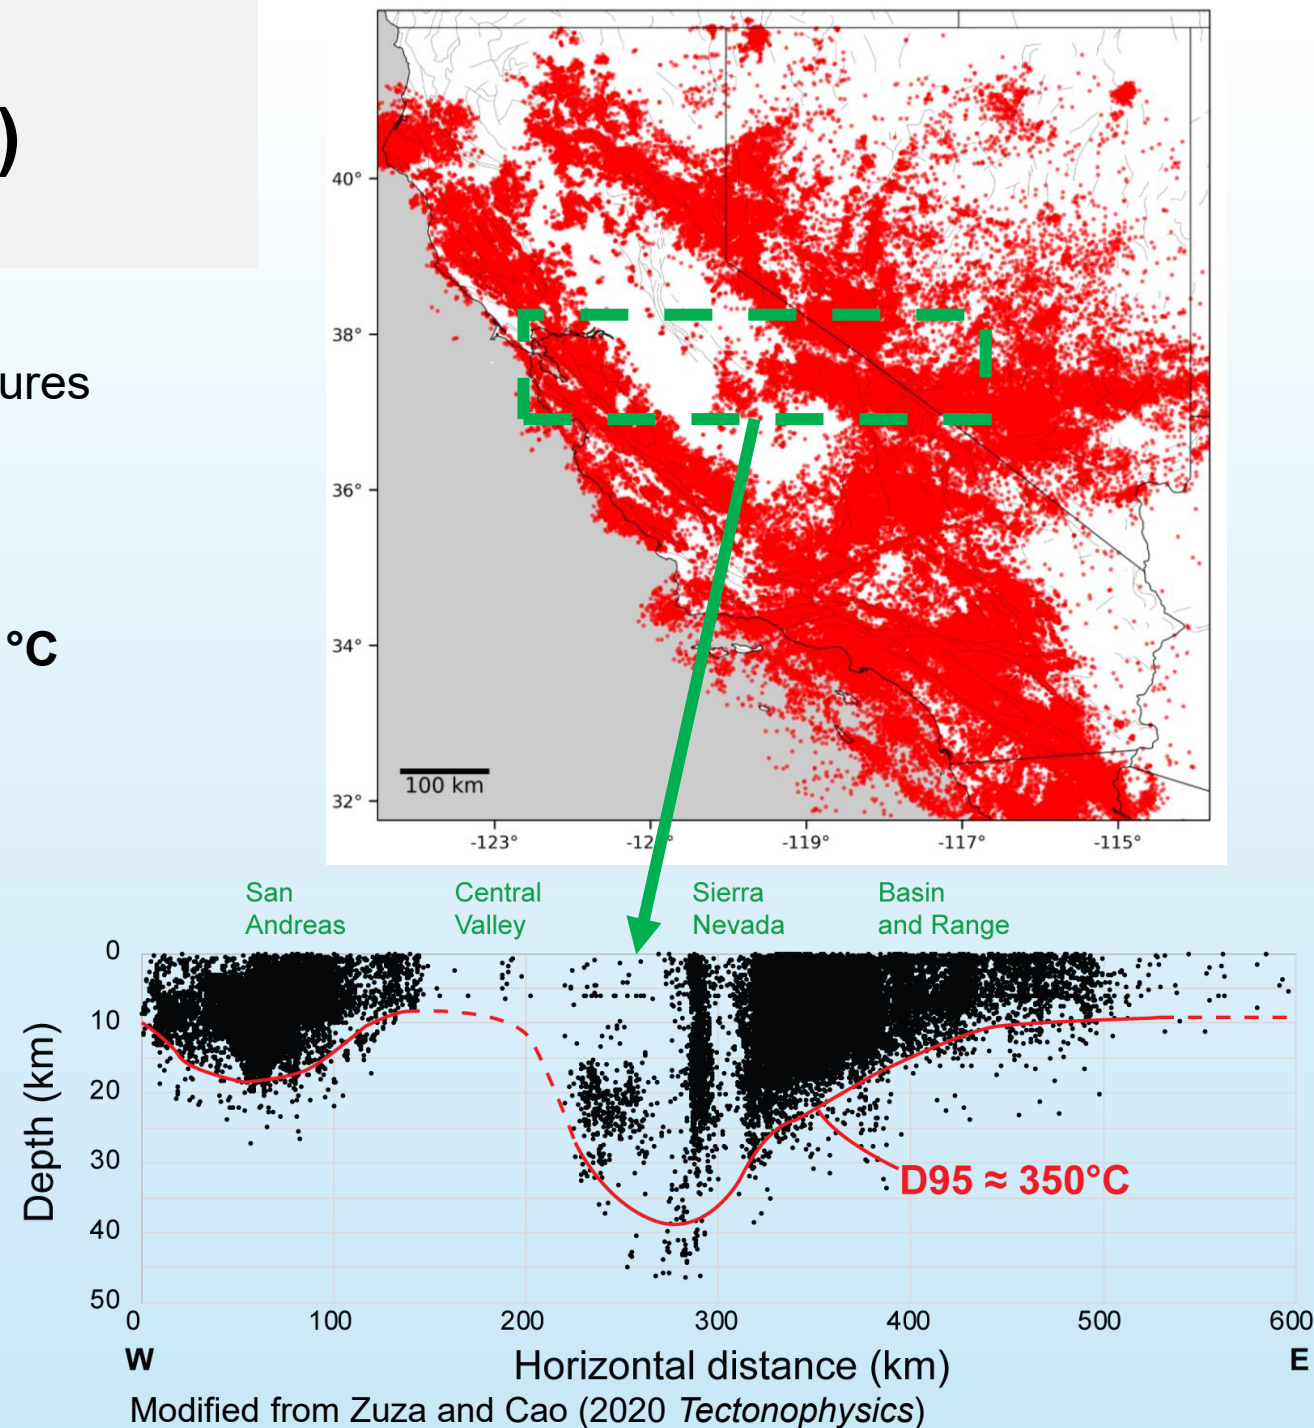 )
ures
°C
40°
38°
36°
34°
32°
100 km
-123°
-119°
-117°
-115°
San
Andreas
Central
Valley
Sierra
Nevada
Basin
and Range
0
10
20
30
40
50
Depth (km)
D95 ≈ 350°C
0
100
200
300
400
500
600
W
Horizontal distance (km)
E
Modified from Zuza and Cao (2020 Tectonophysics)